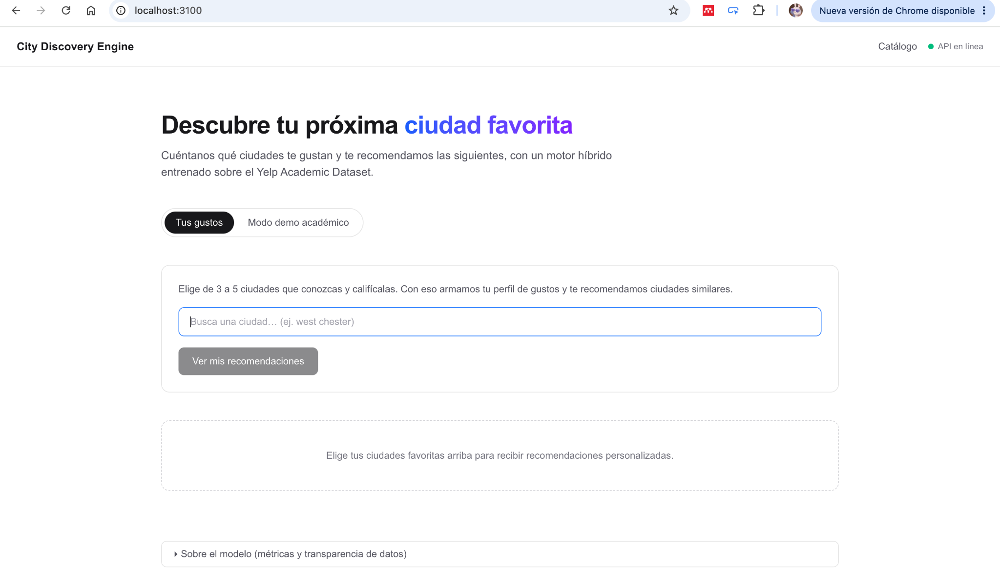 localhost:3100
Nueva versión de Chrome disponible
City Discovery Engine
Catálogo
API en línea
Descubre tu próxima ciudad favorita
Cuéntanos qué ciudades te gustan y te recomendamos las siguientes, con un motor híbrido
entrenado sobre el Yelp Academic Dataset.
Tus gustos
Modo demo académico
Elige de 3 a 5 ciudades que conozcas y califícalas. Con eso armamos tu perfil de gustos y te recomendamos ciudades similares.
Busca una ciudad… (ej. west chester)
Ver mis recomendaciones
Elige tus ciudades favoritas arriba para recibir recomendaciones personalizadas.
Sobre el modelo (métricas y transparencia de datos)